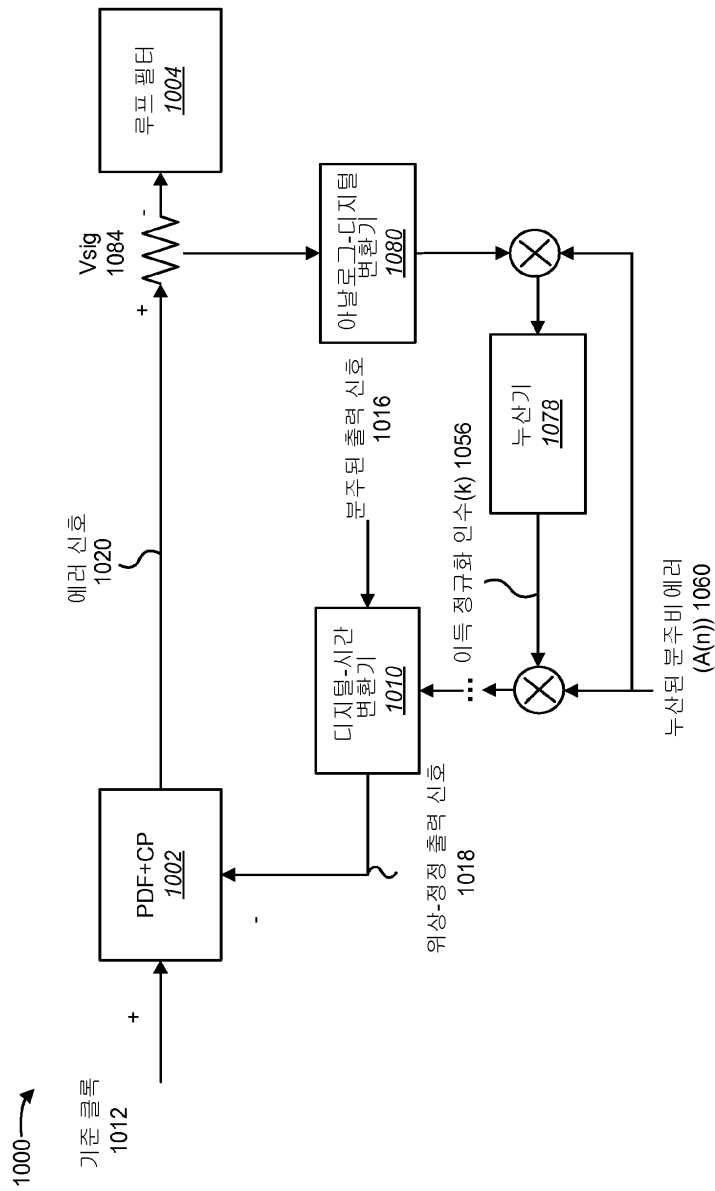 1000
기준 클록
1012
+
PDF+CP
1002
-
에러 신호
1020
+
Vsig
1084
-
루프 필터
1004
위상-정정 출력 신호
1018
디지털-시간
변환기
1010
분주된 출력 신호
1016
아날로그-디지털
변환기
1080
...
이득 정규화 인수(k) 1056
누산기
1078
누산된 분주비 에러
(A(n)) 1060